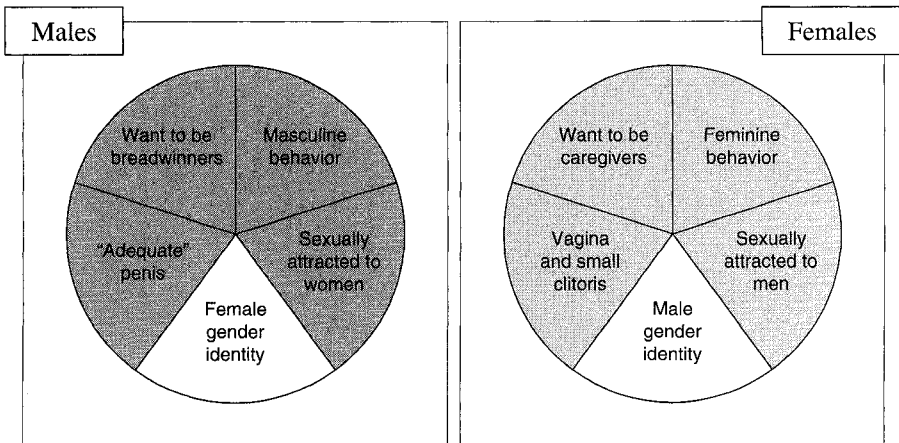 Males
Want to be
breadwinners
Masculine
behavior
"Adequate"
penis
Sexually
attracted to
women
Female
gender
identity
Females
Want to be
caregivers
Feminine
behavior
Vagina
and small
clitoris
Sexually
attracted to
men
Male
gender
identity